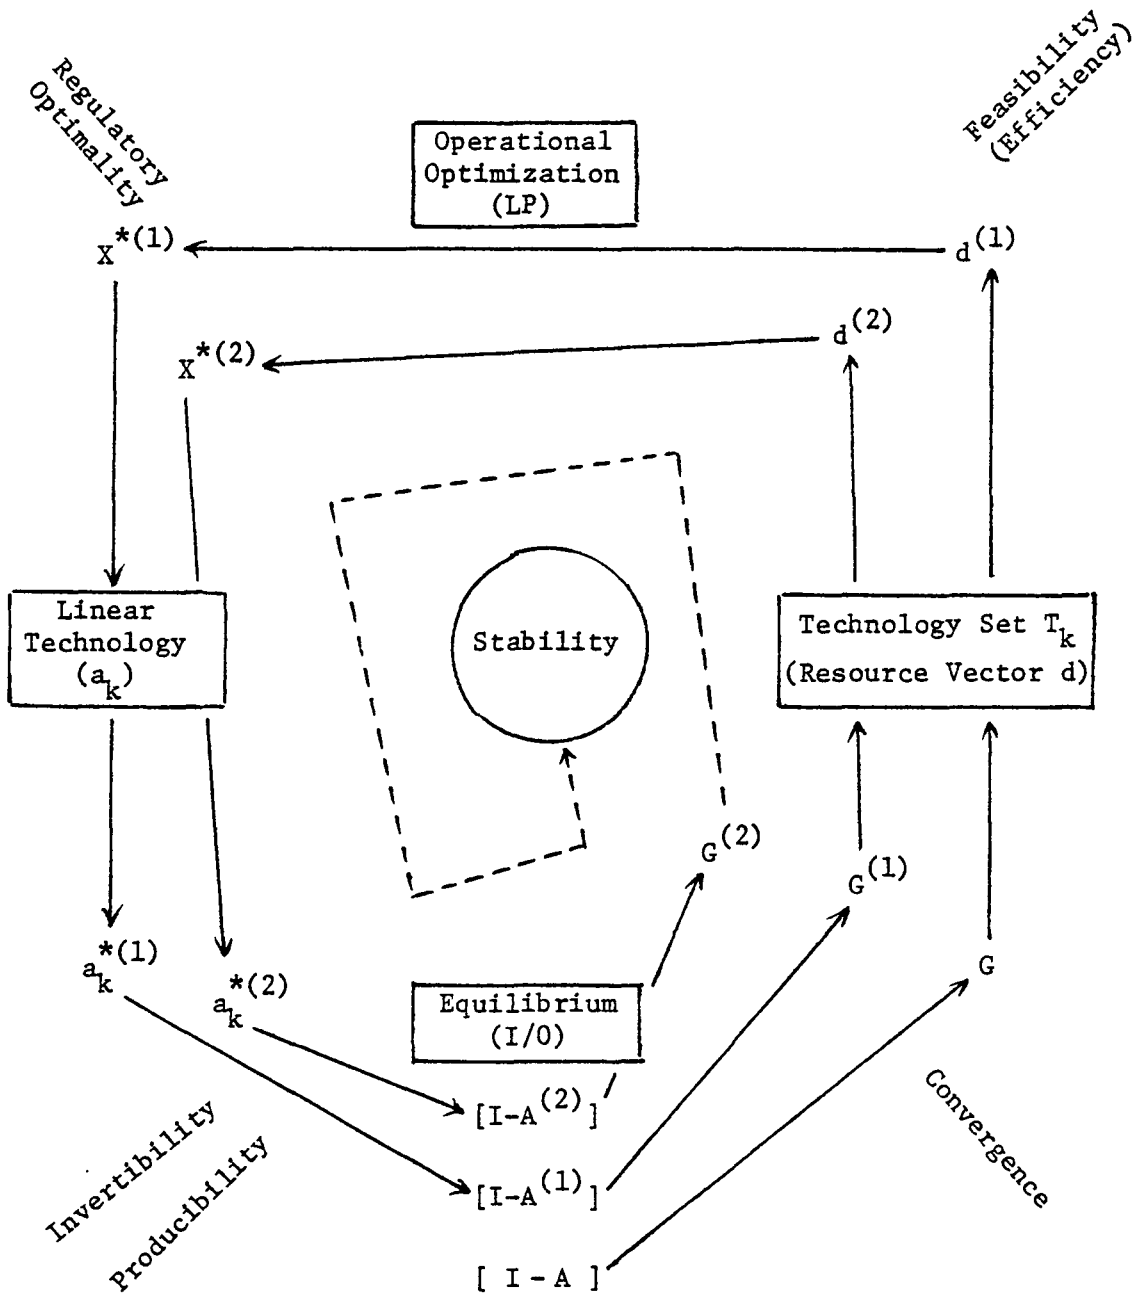 Regulatory
Optimality
Feasibility
(Efficiency)
Operational
Optimization
(LP)
X*(1)
d(1)
X*(2)
d(2)
Linear
Technology
(ak)
Stability
Technology Set Tk
(Resource Vector d)
G(2)
G(1)
G
ak*(1)
ak*(2)
Equilibrium
(I/O)
[I-A(2)]
[I-A(1)]
[ I - A ]
Invertibility
Producibility
Convergence